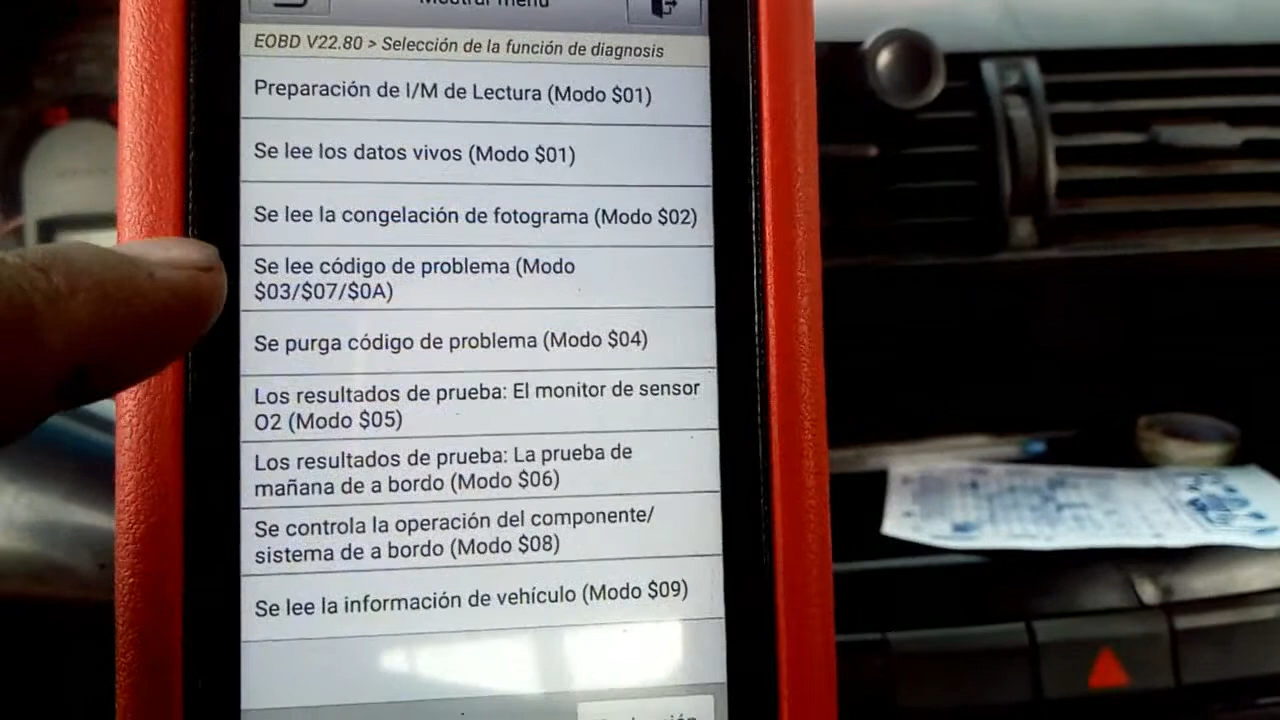 Mostrar menú
EOBD V22.80 > Selección de la función de diagnosis
Preparación de I/M de Lectura (Modo $01)
Se lee los datos vivos (Modo $01)
Se lee la congelación de fotograma (Modo $02)
Se lee código de problema (Modo
$03/$07/$0A)
Se purga código de problema (Modo $04)
Los resultados de prueba: El monitor de sensor
O2 (Modo $05)
Los resultados de prueba: La prueba de
mañana de a bordo (Modo $06)
Se controla la operación del componente/
sistema de a bordo (Modo $08)
Se lee la información de vehículo (Modo $09)